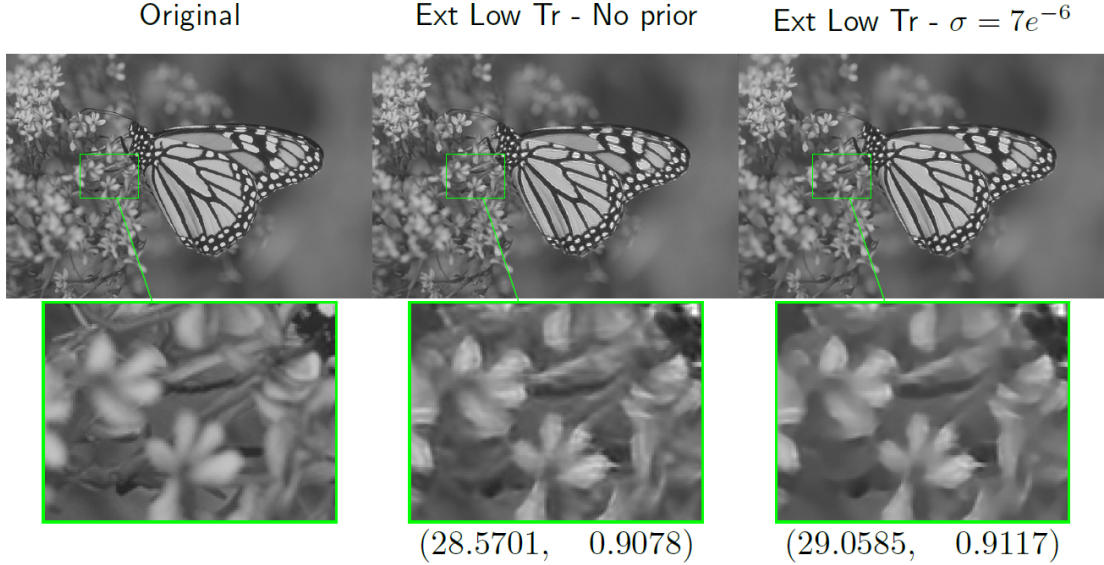 Original
Ext Low Tr - No prior
Ext Low Tr - σ = 7e⁻⁶
(28.5701, 0.9078)
(29.0585, 0.9117)